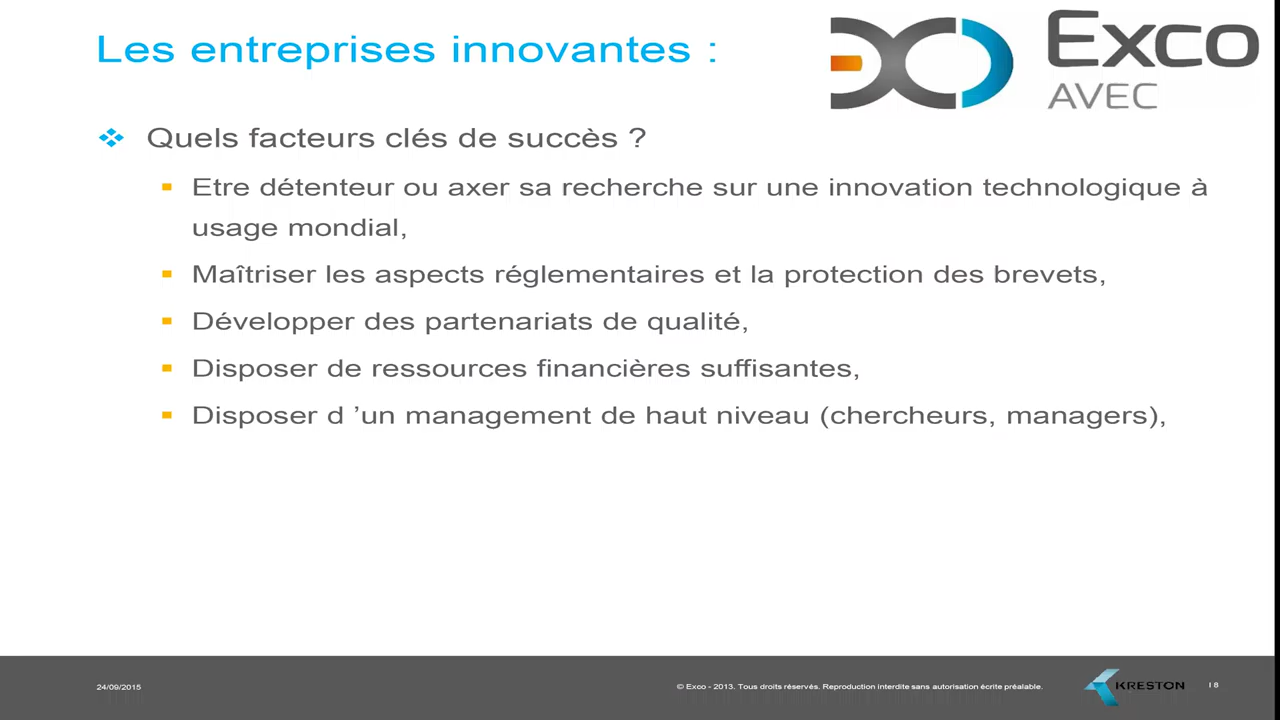 Les entreprises innovantes :
Exco
AVEC
Quels facteurs clés de succès ?
Etre détenteur ou axer sa recherche sur une innovation technologique à
usage mondial,
Maîtriser les aspects réglementaires et la protection des brevets,
Développer des partenariats de qualité,
Disposer de ressources financières suffisantes,
Disposer d ’un management de haut niveau (chercheurs, managers),
24/09/2015
© Exco - 2013. Tous droits réservés. Reproduction interdite sans autorisation écrite préalable.
KRESTON
I 8